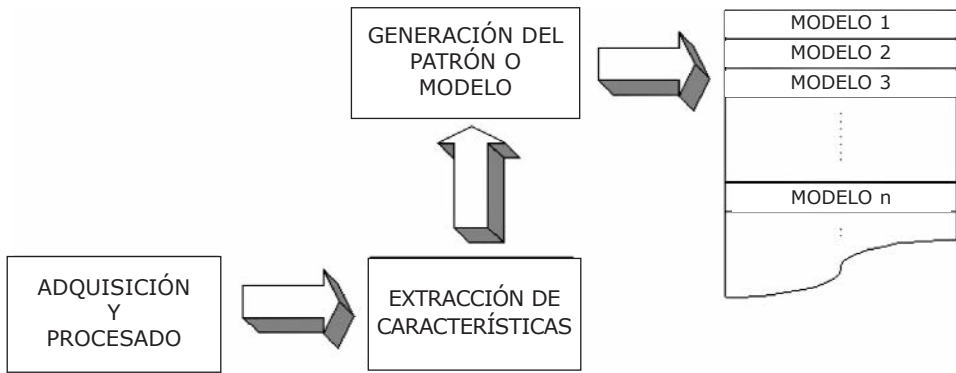 ADQUISICIÓN
Y
PROCESADO
EXTRACCIÓN DE
CARACTERÍSTICAS
GENERACIÓN DEL
PATRÓN O
MODELO
MODELO 1
MODELO 2
MODELO 3
MODELO n